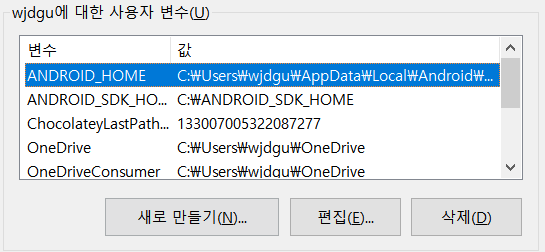 wjdgu에 대한 사용자 변수(U)
변수 값
ANDROID_HOME C:₩Users₩wjdgu₩AppData₩Local₩Android₩...
ANDROID_SDK_HO... C:₩ANDROID_SDK_HOME
ChocolateyLastPath... 133007005322087277
OneDrive C:₩Users₩wjdgu₩OneDrive
OneDriveConsumer C:₩Users₩wjdgu₩OneDrive
새로 만들기(N)... 편집(E)... 삭제(D)